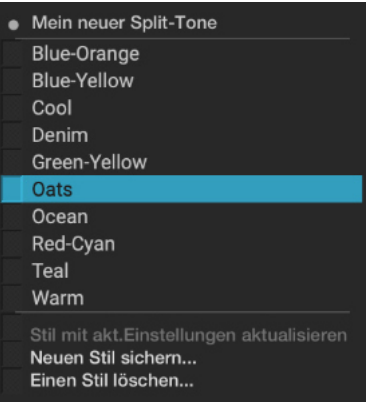 Mein neuer Split-Tone
Blue-Orange
Blue-Yellow
Cool
Denim
Green-Yellow
Oats
Ocean
Red-Cyan
Teal
Warm
Stil mit akt.Einstellungen aktualisieren
Neuen Stil sichern...
Einen Stil löschen...